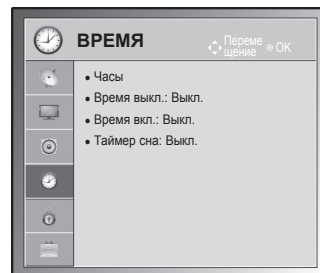 ВРЕМЯ
Переме
щение
OK
• Часы
• Время выкл.: Выкл.
• Время вкл.: Выкл.
• Таймер сна: Выкл.